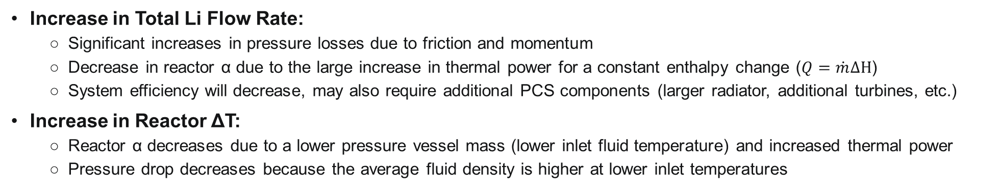 • Increase in Total Li Flow Rate:
○ Significant increases in pressure losses due to friction and momentum
○ Decrease in reactor α due to the large increase in thermal power for a constant enthalpy change (𝑄 = 𝑚̇ΔH)
○ System efficiency will decrease, may also require additional PCS components (larger radiator, additional turbines, etc.)
• Increase in Reactor ΔT:
○ Reactor α decreases due to a lower pressure vessel mass (lower inlet fluid temperature) and increased thermal power
○ Pressure drop decreases because the average fluid density is higher at lower inlet temperatures